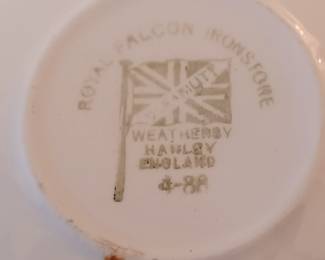 ROYAL FALCON IRONSTONE
WEATHERBY
HANLEY
ENGLAND
4-88